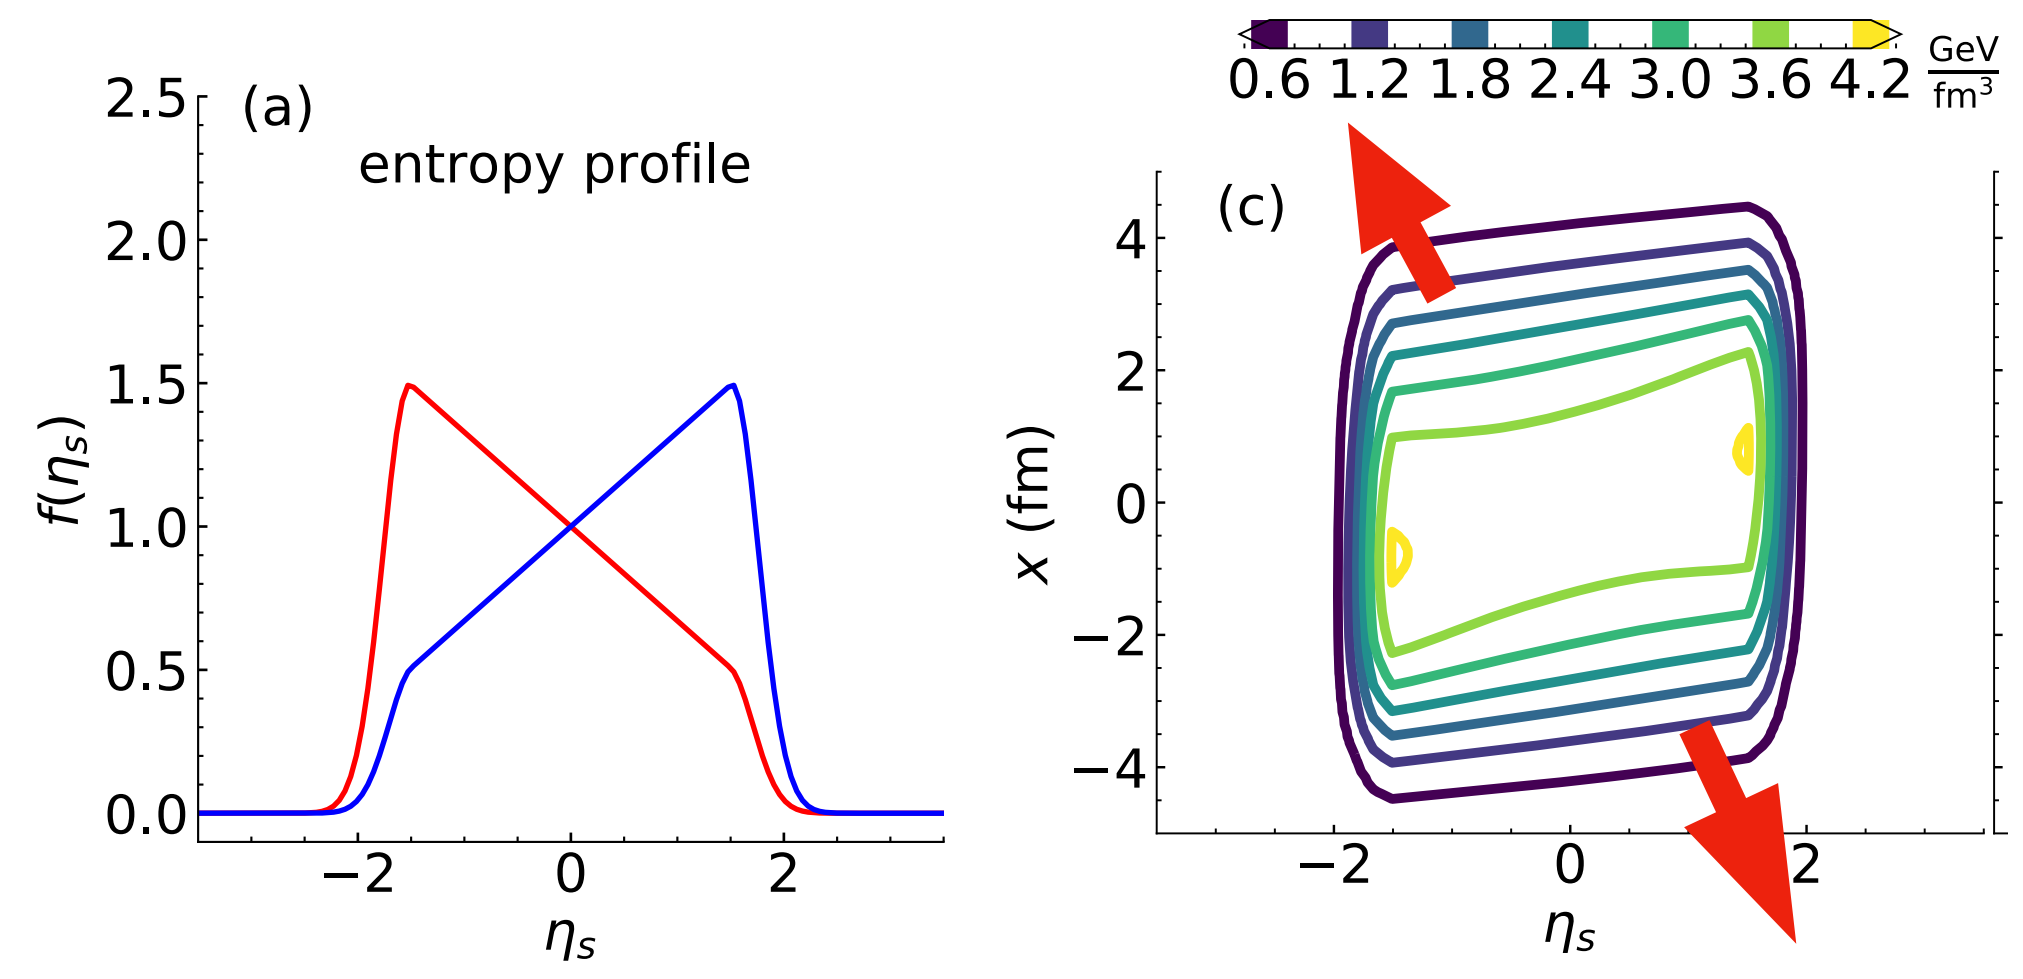 (a)
entropy profile
2.5
2.0
1.5
1.0
0.5
0.0
f(ηs)
−2 0 2
ηs
0.6 1.2 1.8 2.4 3.0 3.6 4.2
GeV
fm³
(c)
4
2
0
−2
−4
x (fm)
−2 0 2
ηs